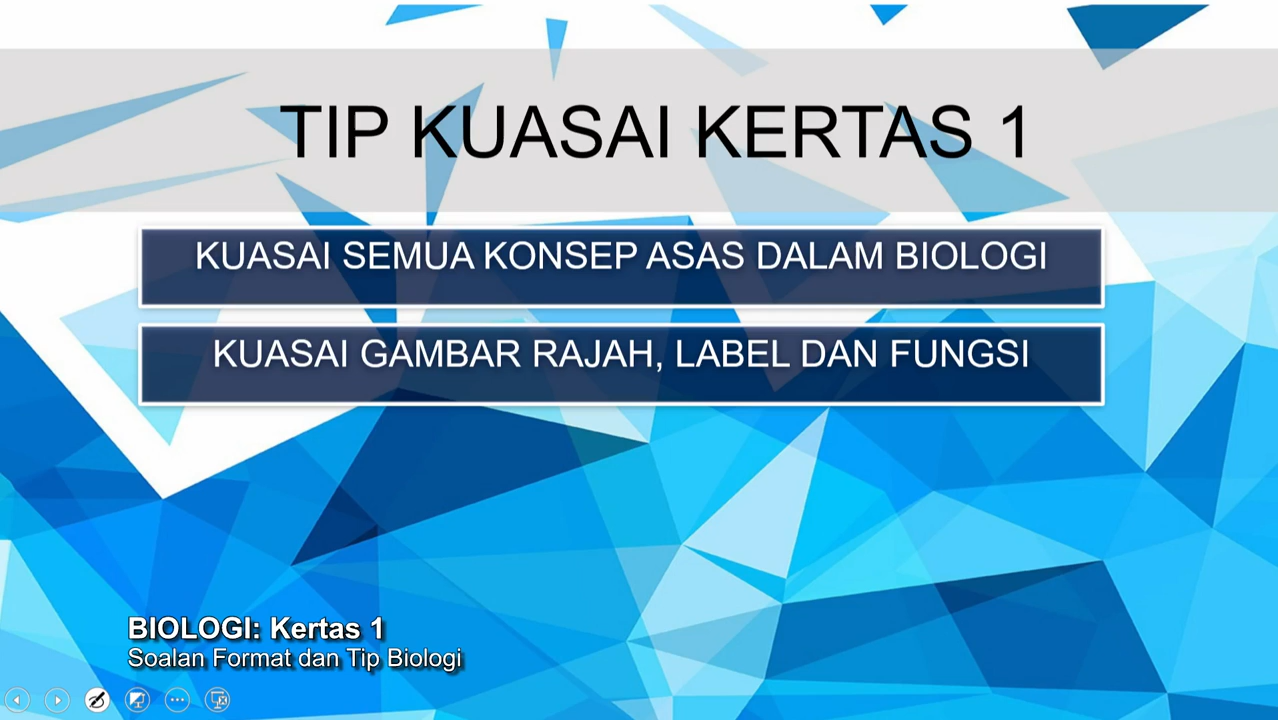 TIP KUASAI KERTAS 1
KUASAI SEMUA KONSEP ASAS DALAM BIOLOGI
KUASAI GAMBAR RAJAH, LABEL DAN FUNGSI
BIOLOGI: Kertas 1
Soalan Format dan Tip Biologi